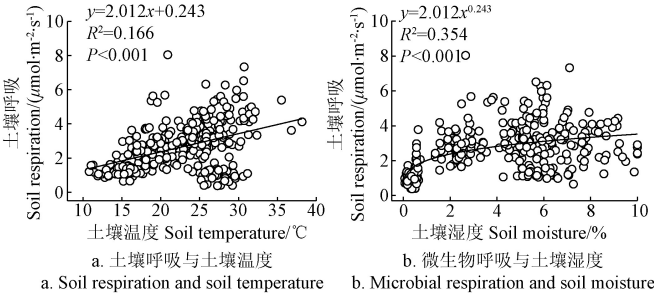 y=2.012x+0.243
R²=0.166
P<0.001
10
8
6
4
2
0
土壤呼吸
Soil respiration/(μmol·m⁻²·s¹)
10 15 20 25 30 35 40
土壤温度 Soil temperature/℃
a. 土壤呼吸与土壤温度
a. Soil respiration and soil temperature
y=2.012x^0.243
R²=0.354
P<0.001
10
8
6
4
2
0
土壤呼吸
Soil respiration/(μmol·m⁻²·s¹)
0 2 4 6 8 10
土壤湿度 Soil moisture/%
b. 微生物呼吸与土壤湿度
b. Microbial respiration and soil moisture